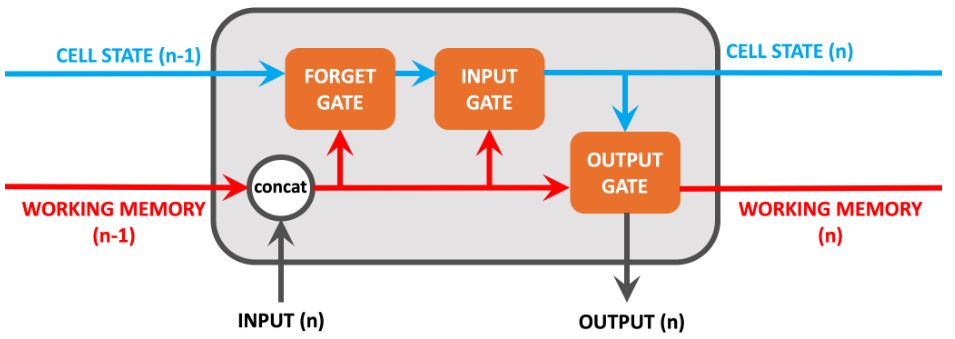 CELL STATE (n-1)
CELL STATE (n)
FORGET
GATE
INPUT
GATE
OUTPUT
GATE
concat
WORKING MEMORY
(n-1)
WORKING MEMORY
(n)
INPUT (n)
OUTPUT (n)